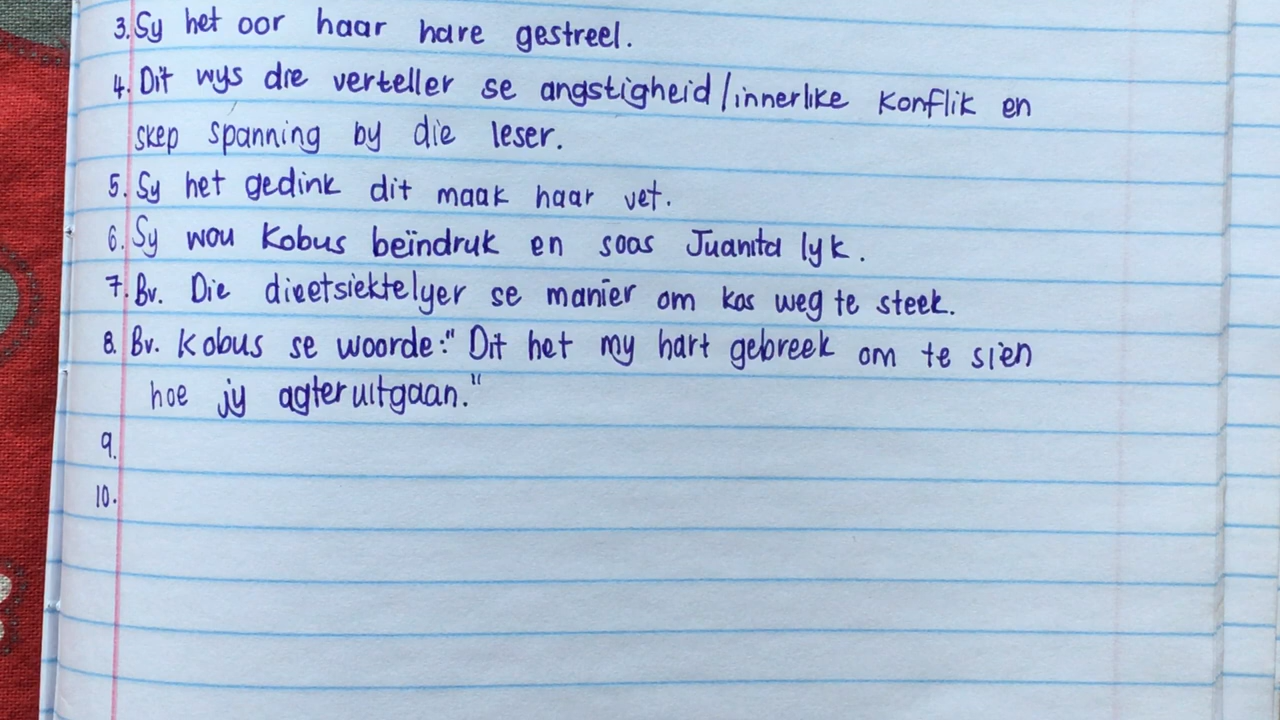 3. Sy het oor haar hare gestreel.
4. Dit wys die verteller se angstigheid/innerlike konflik en
skep spanning by die leser.
5. Sy het gedink dit maak haar vet.
6. Sy wou Kobus beïndruk en soos Juanita lyk.
7. Bv. Die dieetsiektelyer se manier om kos weg te steek.
8. Bv. Kobus se woorde:" Dit het my hart gebreek om te sien
hoe jy agteruitgaan."
9.
10.